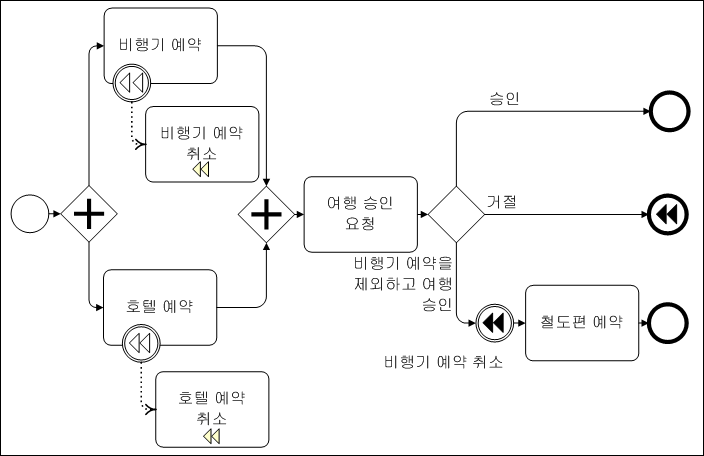 비행기 예약
비행기 예약
취소
호텔 예약
호텔 예약
취소
여행 승인
요청
승인
거절
비행기 예약을
제외하고 여행
승인
비행기 예약 취소
철도편 예약